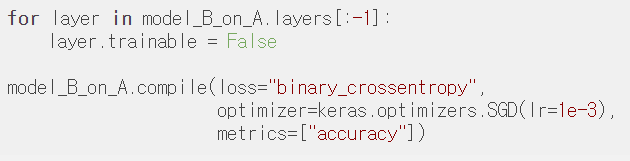 for layer in model_B_on_A.layers[:-1]:
    layer.trainable = False

model_B_on_A.compile(loss="binary_crossentropy",
                     optimizer=keras.optimizers.SGD(lr=1e-3),
                     metrics=["accuracy"])